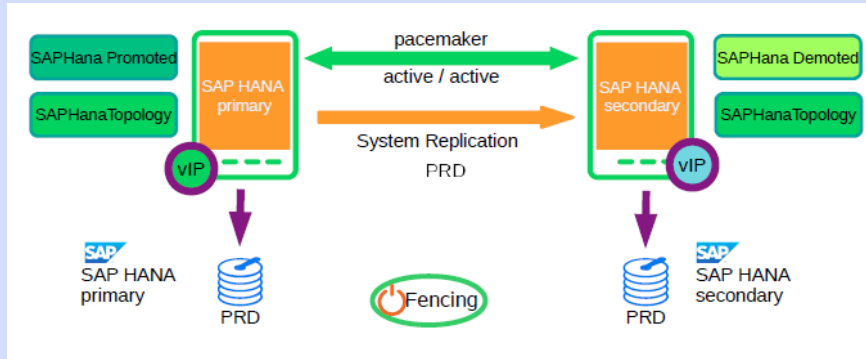 pacemaker
SAPHana Promoted
SAP HANA
primary
active / active
SAP HANA
secondary
SAPHana Demoted
SAPHanaTopology
System Replication
SAPHanaTopology
PRD
vIP
vIP
SAP
SAP HANA
primary
PRD
Fencing
SAP
SAP HANA
secondary
PRD